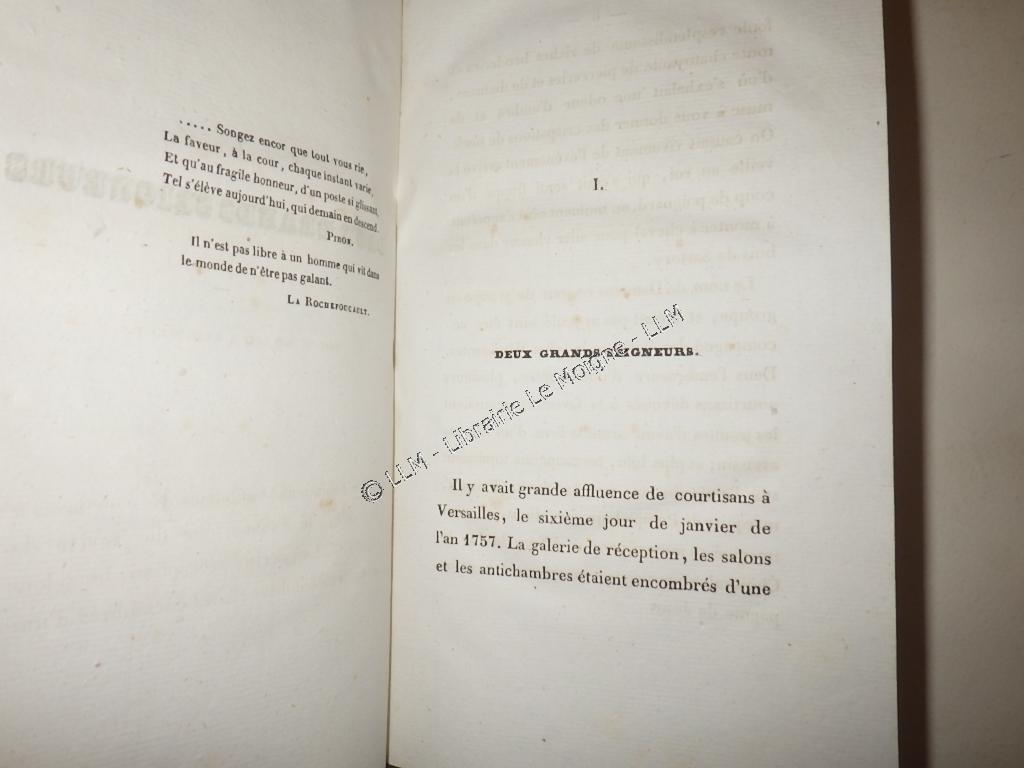 ..... Songez encor que tout vous rie,
La faveur, à la cour, chaque instant varie,
Et qu'au fragile honneur, d'un poste si glissant,
Tel s'élève aujourd'hui, qui demain en descend.
Piron.
Il n'est pas libre à un homme qui vit dans
le monde de n'être pas galant.
La Rochefoucault.
I.
DEUX GRANDS SEIGNEURS.
Il y avait grande affluence de courtisans à
Versailles, le sixième jour de janvier de
l'an 1757. La galerie de réception, les salons
et les antichambres étaient encombrés d'une
© LLM - Librairie Le Moigne - LLM